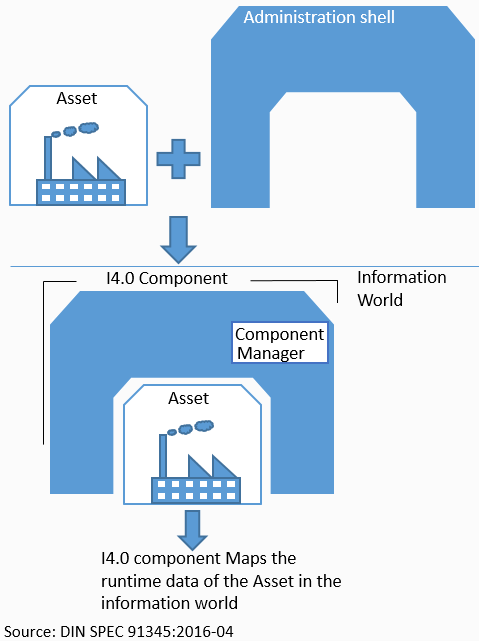 Administration shell
Asset
I4.0 Component
Information
World
Component
Manager
Asset
I4.0 component Maps the
runtime data of the Asset in the
information world
Source: DIN SPEC 91345:2016-04